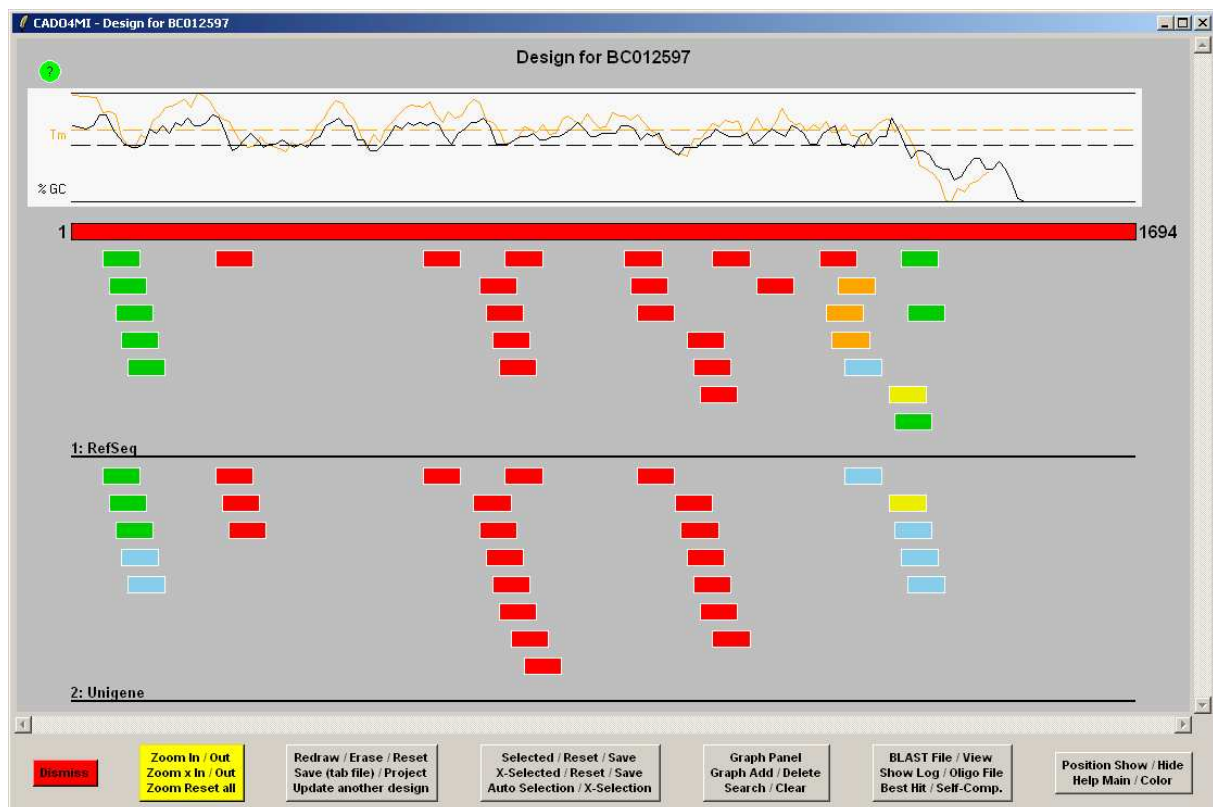 CADO4MI - Design for BC012597
Design for BC012597
?
Tm
% GC
1
1694
1: RefSeq
2: Unigene
Dismiss
Zoom In / Out
Zoom x In / Out
Zoom Reset all
Redraw / Erase / Reset
Save (tab file) / Project
Update another design
Selected / Reset / Save
X-Selected / Reset / Save
Auto Selection / X-Selection
Graph Panel
Graph Add / Delete
Search / Clear
BLAST File / View
Show Log / Oligo File
Best Hit / Self-Comp.
Position Show / Hide
Help Main / Color